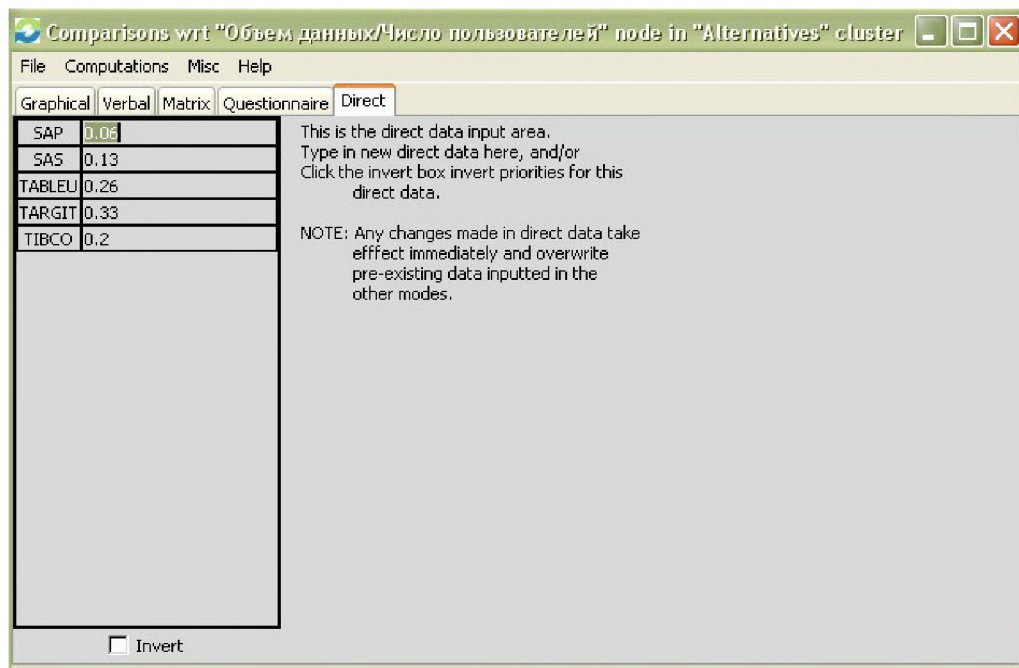 Comparisons wrt "Объем данных/Число пользователей" node in "Alternatives" cluster
File Computations Misc Help
Graphical Verbal Matrix Questionnaire Direct
SAP 0.06
SAS 0.13
TABLEU 0.26
TARGIT 0.33
TIBCO 0.2
This is the direct data input area.
Type in new direct data here, and/or
Click the invert box invert priorities for this
direct data.
NOTE: Any changes made in direct data take
efffect immediately and overwrite
pre-existing data inputted in the
other modes.
Invert